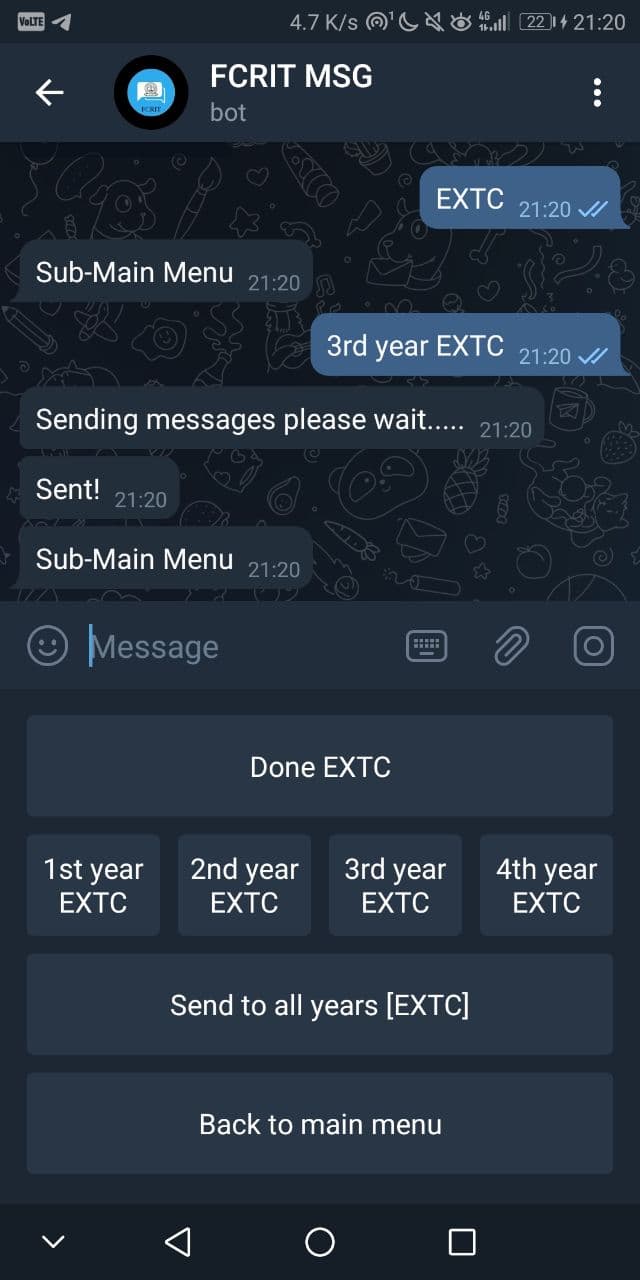 VoLTE 4.7 K/s 1 4G 22 21:20
FCRIT MSG
bot
FCRIT
EXTC 21:20
Sub-Main Menu 21:20
3rd year EXTC 21:20
Sending messages please wait..... 21:20
Sent! 21:20
Sub-Main Menu 21:20
Message
Done EXTC
1st year
EXTC
2nd year
EXTC
3rd year
EXTC
4th year
EXTC
Send to all years [EXTC]
Back to main menu